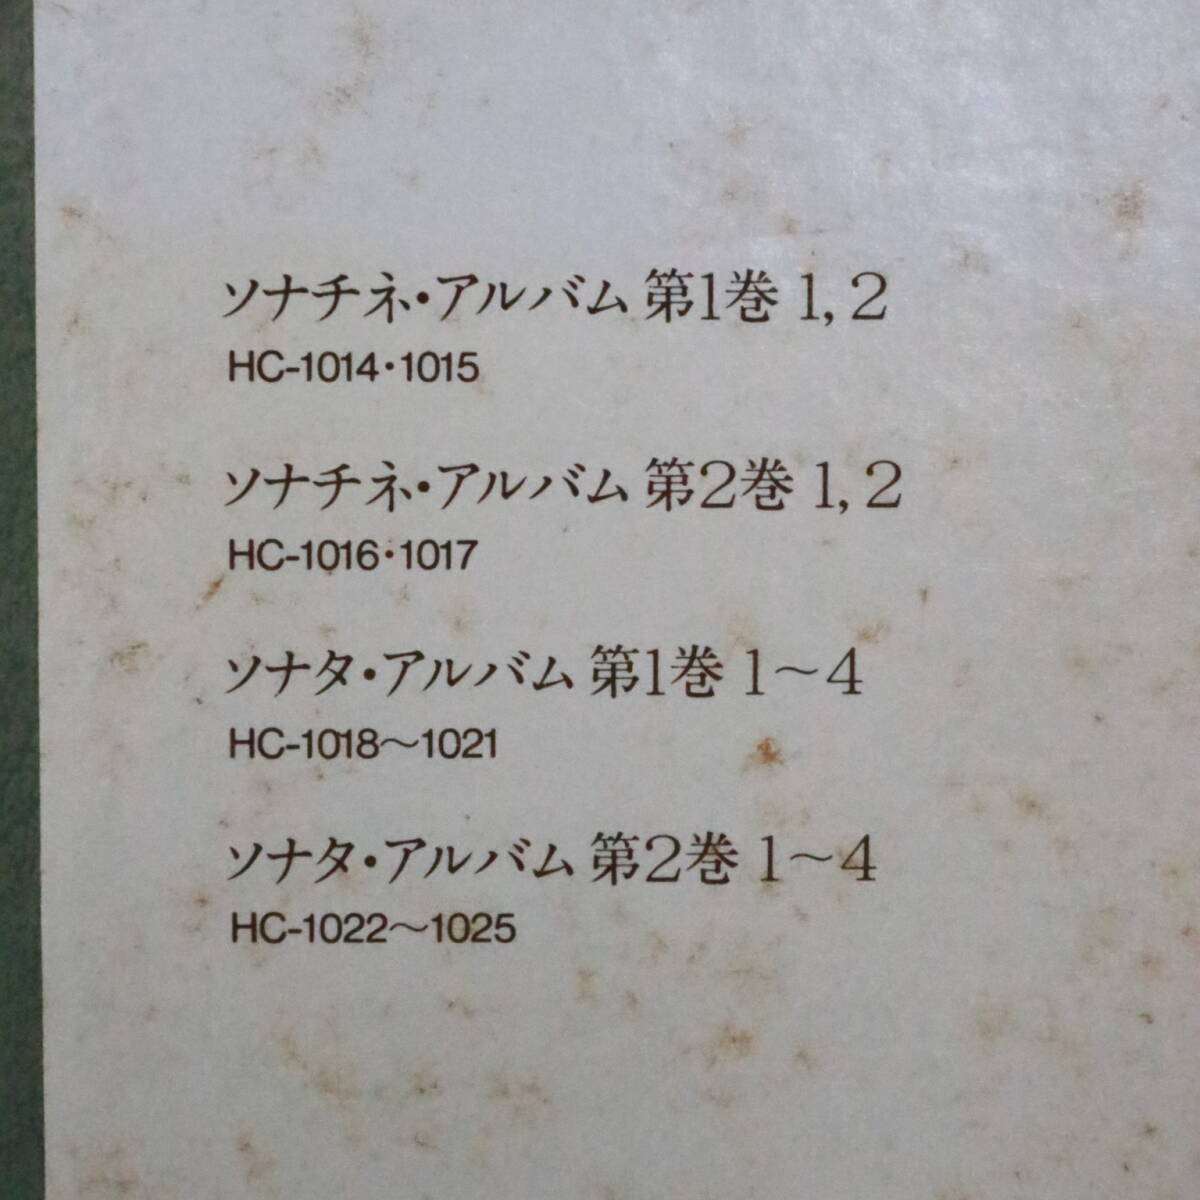 ソナチネ・アルバム 第1巻 1, 2
HC-1014・1015
ソナチネ・アルバム 第2巻 1, 2
HC-1016・1017
ソナタ・アルバム 第1巻 1〜4
HC-1018〜1021
ソナタ・アルバム 第2巻 1〜4
HC-1022〜1025